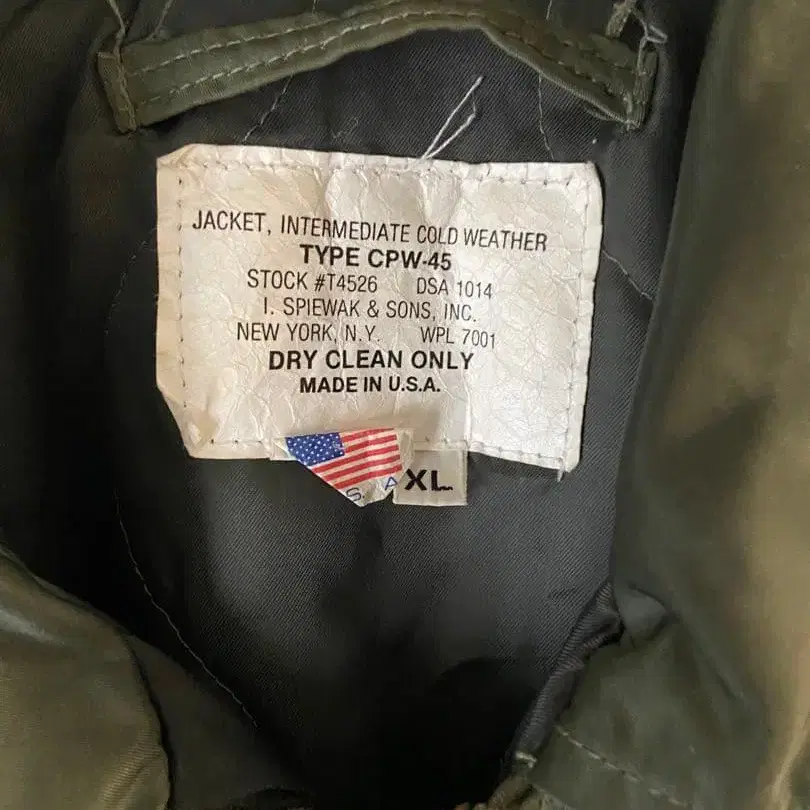 JACKET, INTERMEDIATE COLD WEATHER
TYPE CPW-45
STOCK #T4526 DSA 1014
I. SPIEWAK & SONS, INC.
NEW YORK, N.Y. WPL 7001
DRY CLEAN ONLY
MADE IN U.S.A.
S. A
XL